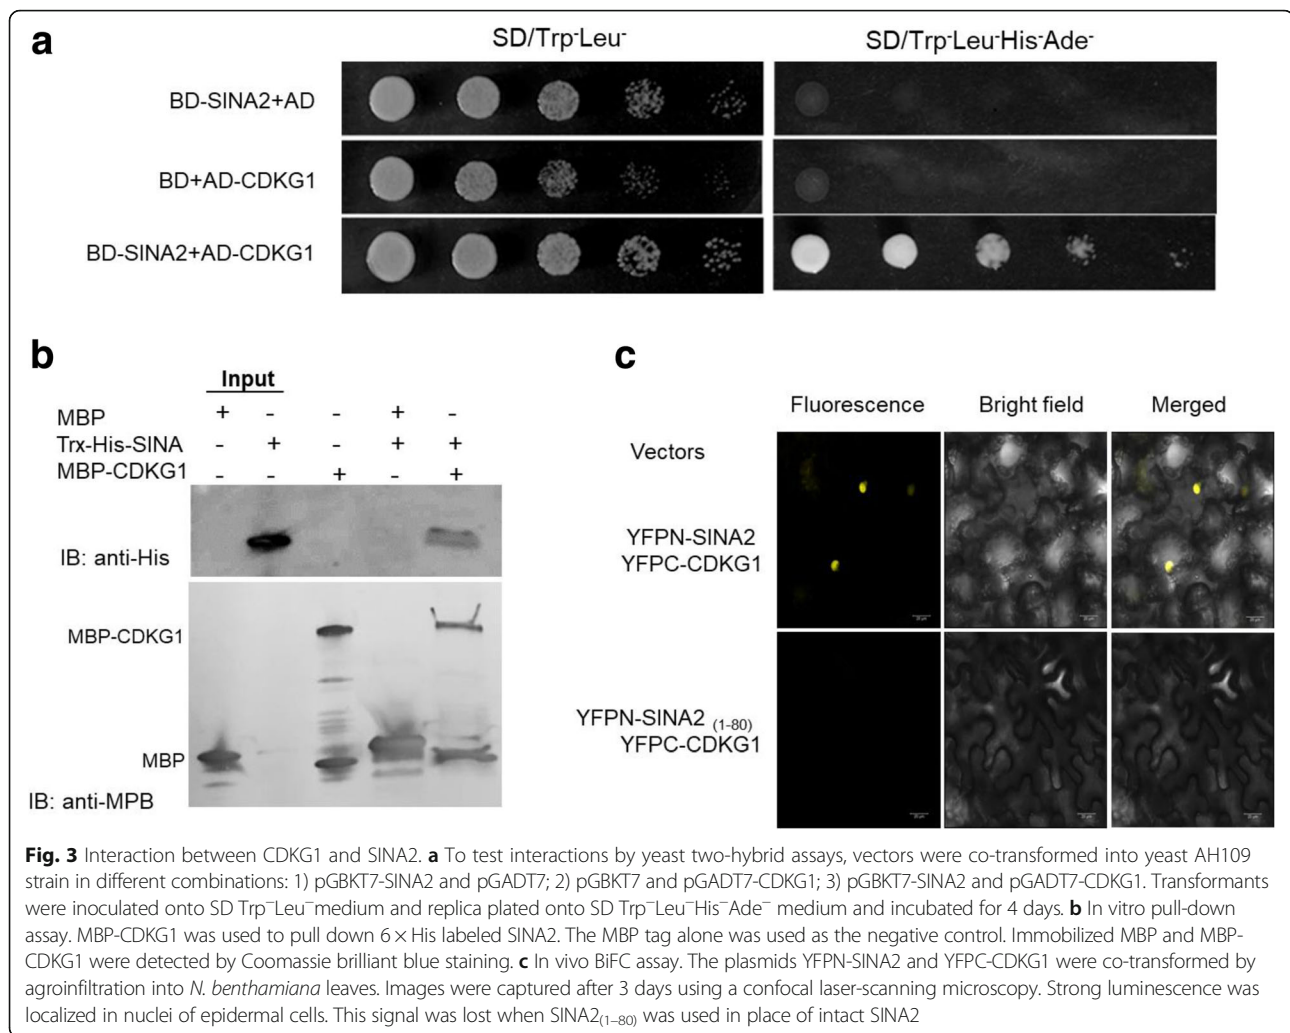 a
SD/Trp-Leu-
SD/Trp-Leu-His-Ade-
BD-SINA2+AD
BD+AD-CDKG1
BD-SINA2+AD-CDKG1
b
Input
MBP + - - + -
Trx-His-SINA - + - + +
MBP-CDKG1 - - + - +
IB: anti-His
MBP-CDKG1
MBP
IB: anti-MPB
c
Fluorescence Bright field Merged
Vectors
YFPN-SINA2
YFPC-CDKG1
YFPN-SINA2 (1-80)
YFPC-CDKG1
Fig. 3 Interaction between CDKG1 and SINA2. a To test interactions by yeast two-hybrid assays, vectors were co-transformed into yeast AH109
strain in different combinations: 1) pGBKT7-SINA2 and pGADT7; 2) pGBKT7 and pGADT7-CDKG1; 3) pGBKT7-SINA2 and pGADT7-CDKG1. Transformants
were inoculated onto SD Trp−Leu−medium and replica plated onto SD Trp−Leu−His−Ade− medium and incubated for 4 days. b In vitro pull-down
assay. MBP-CDKG1 was used to pull down 6 × His labeled SINA2. The MBP tag alone was used as the negative control. Immobilized MBP and MBP-
CDKG1 were detected by Coomassie brilliant blue staining. c In vivo BiFC assay. The plasmids YFPN-SINA2 and YFPC-CDKG1 were co-transformed by
agroinfiltration into N. benthamiana leaves. Images were captured after 3 days using a confocal laser-scanning microscopy. Strong luminescence was
localized in nuclei of epidermal cells. This signal was lost when SINA2(1–80) was used in place of intact SINA2